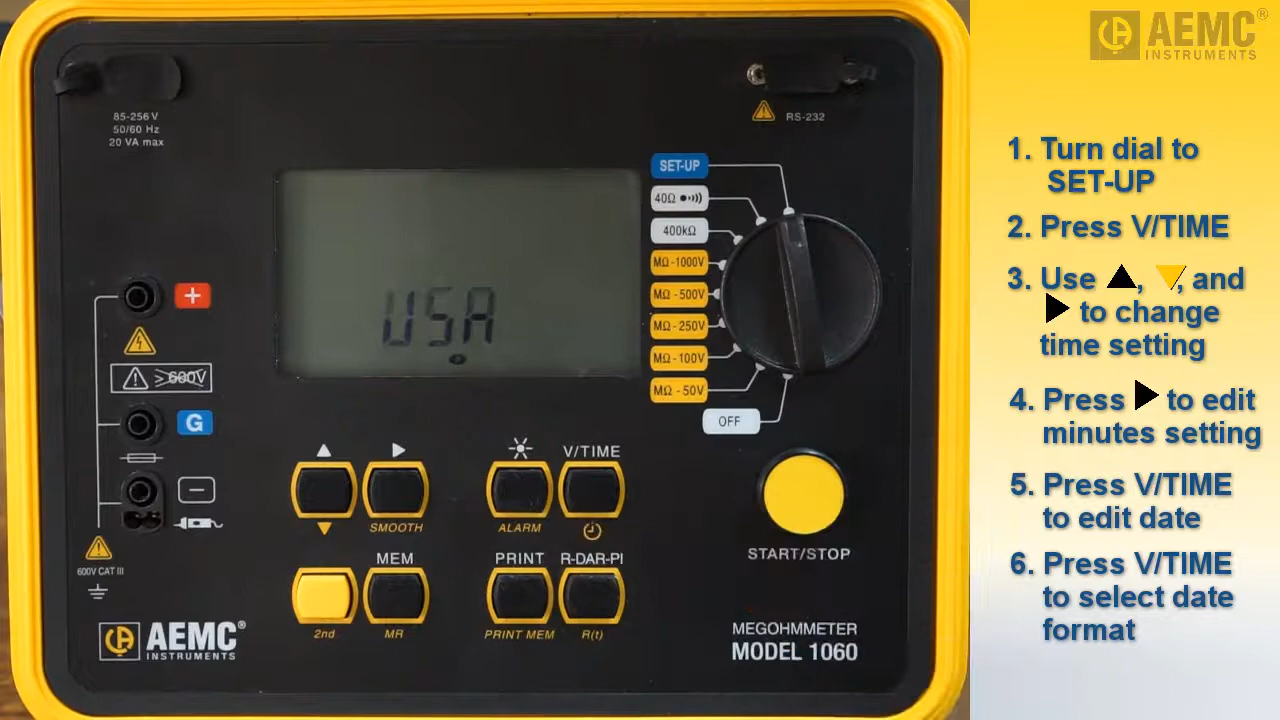 85-256 V
50/60 Hz
20 VA max
RS-232
SET-UP
40Ω
400kΩ
MΩ - 1000V
MΩ - 500V
MΩ - 250V
MΩ - 100V
MΩ - 50V
OFF
USA
+
> 600V
G
−
600V CAT III
V/TIME
SMOOTH
ALARM
MEM
PRINT
R-DAR-PI
2nd
MR
PRINT MEM
R(t)
START/STOP
AEMC®
INSTRUMENTS
MEGOHMMETER
MODEL 1060
AEMC®
INSTRUMENTS
1. Turn dial to
SET-UP
2. Press V/TIME
3. Use ▲, ▼, and
▶ to change
time setting
4. Press ▶ to edit
minutes setting
5. Press V/TIME
to edit date
6. Press V/TIME
to select date
format